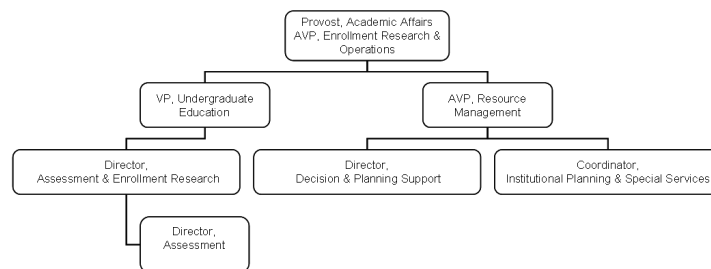 Provost, Academic Affairs
AVP, Enrollment Research &
Operations
VP, Undergraduate
Education
AVP, Resource
Management
Director,
Assessment & Enrollment Research
Director,
Decision & Planning Support
Coordinator,
Institutional Planning & Special Services
Director,
Assessment